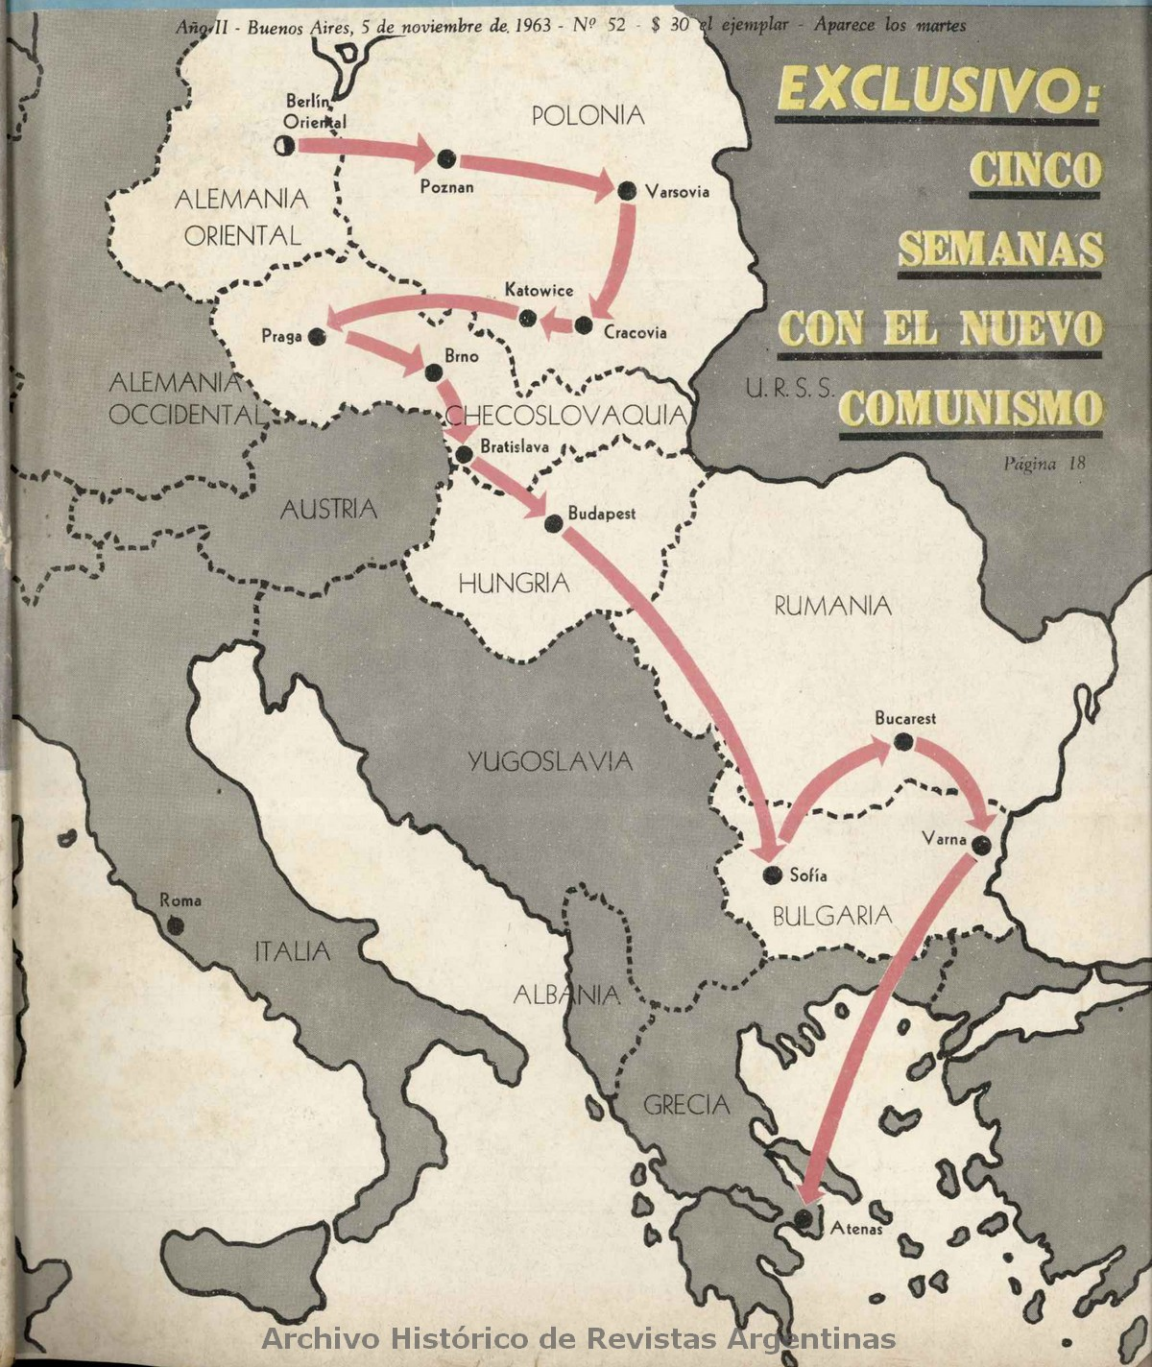 Año II - Buenos Aires, 5 de noviembre de 1963 - Nº 52 - $ 30 el ejemplar - Aparece los martes
EXCLUSIVO:
CINCO
SEMANAS
CON EL NUEVO
COMUNISMO
Página 18
Berlín
Oriental
POLONIA
Poznan
Varsovia
ALEMANIA
ORIENTAL
Katowice
Cracovia
Praga
Brno
ALEMANIA
OCCIDENTAL
CHECOSLOVAQUIA
U.R.S.S.
Bratislava
AUSTRIA
Budapest
HUNGRIA
RUMANIA
Bucarest
YUGOSLAVIA
Varna
Sofía
BULGARIA
Roma
ITALIA
ALBANIA
GRECIA
Atenas
Archivo Histórico de Revistas Argentinas